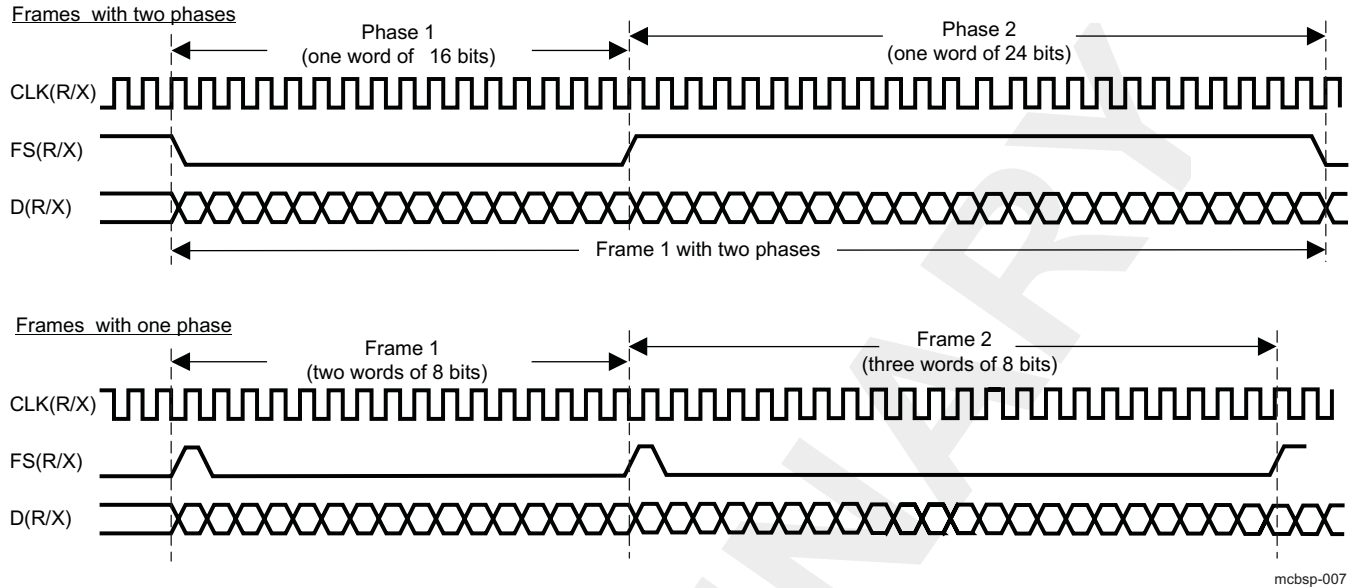 Frames with two phases
Phase 1
(one word of 16 bits)
Phase 2
(one word of 24 bits)
CLK(R/X)
FS(R/X)
D(R/X)
Frame 1 with two phases
Frames with one phase
Frame 1
(two words of 8 bits)
Frame 2
(three words of 8 bits)
CLK(R/X)
FS(R/X)
D(R/X)
mcbsp-007
NARY